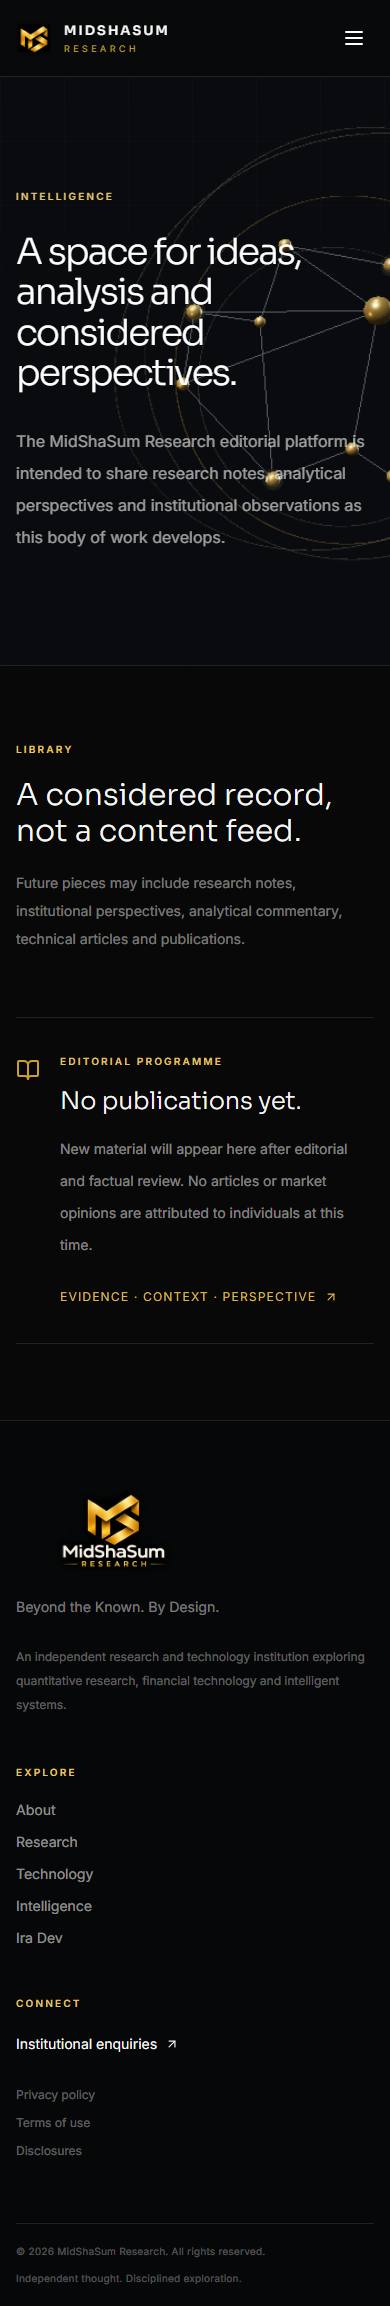 MIDSHASUM
RESEARCH
INTELLIGENCE
A space for ideas,
analysis and
considered
perspectives.
The MidShaSum Research editorial platform is
intended to share research notes, analytical
perspectives and institutional observations as
this body of work develops.
LIBRARY
A considered record,
not a content feed.
Future pieces may include research notes,
institutional perspectives, analytical commentary,
technical articles and publications.
EDITORIAL PROGRAMME
No publications yet.
New material will appear here after editorial
and factual review. No articles or market
opinions are attributed to individuals at this
time.
EVIDENCE · CONTEXT · PERSPECTIVE
MidShaSum
RESEARCH
Beyond the Known. By Design.
An independent research and technology institution exploring
quantitative research, financial technology and intelligent
systems.
EXPLORE
About
Research
Technology
Intelligence
Ira Dev
CONNECT
Institutional enquiries
Privacy policy
Terms of use
Disclosures
© 2026 MidShaSum Research. All rights reserved.
Independent thought. Disciplined exploration.